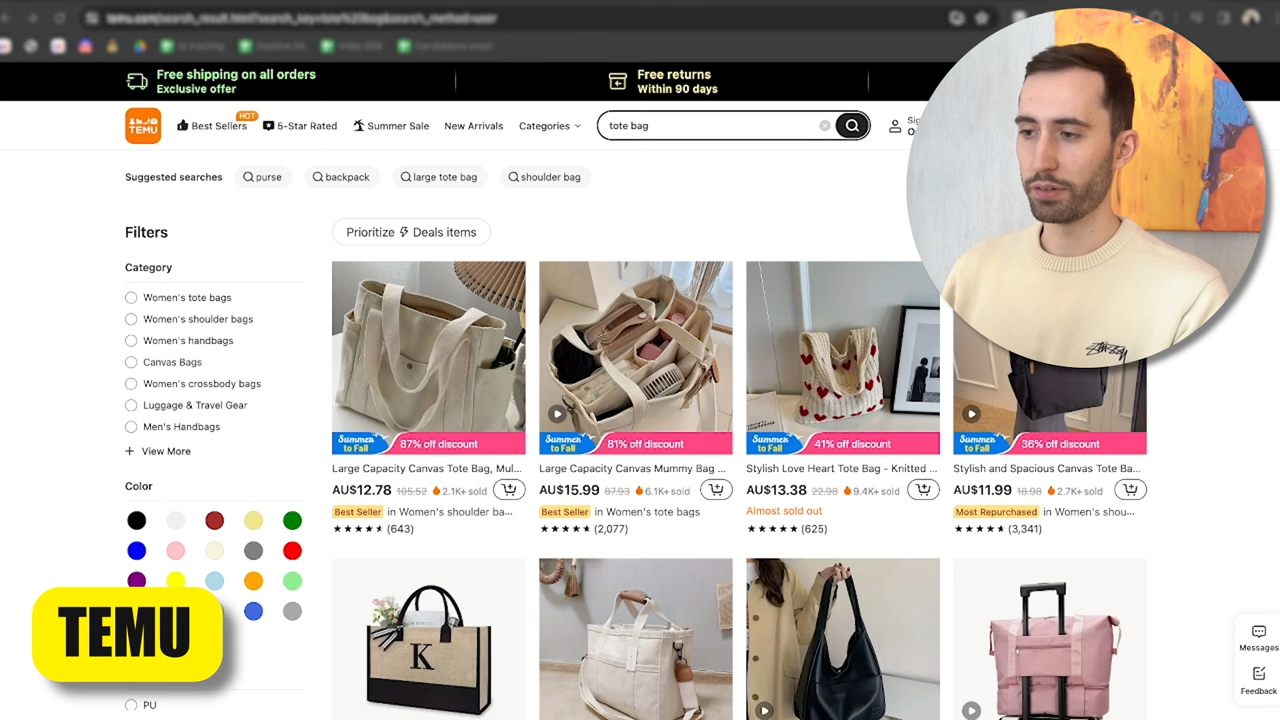 Free shipping on all orders
Exclusive offer
Free returns
Within 90 days
TEMU
Best Sellers
HOT
5-Star Rated
Summer Sale
New Arrivals
Categories
tote bag
Suggested searches
purse
backpack
large tote bag
shoulder bag
Filters
Prioritize Deals items
Category
Women's tote bags
Women's shoulder bags
Women's handbags
Canvas Bags
Women's crossbody bags
Luggage & Travel Gear
Men's Handbags
View More
Color
PU
Summer to Fall
87% off discount
Large Capacity Canvas Tote Bag, Mul...
AU$12.78 105.52 2.1K+ sold
Best Seller in Women's shoulder ba...
(643)
Summer to Fall
81% off discount
Large Capacity Canvas Mummy Bag ...
AU$15.99 87.93 6.1K+ sold
Best Seller in Women's tote bags
(2,077)
Summer to Fall
41% off discount
Stylish Love Heart Tote Bag - Knitted ...
AU$13.38 22.98 9.4K+ sold
Almost sold out
(625)
Summer to Fall
36% off discount
Stylish and Spacious Canvas Tote Ba...
AU$11.99 18.98 2.7K+ sold
Most Repurchased in Women's shou...
(3,341)
K
Messages
Feedback
TEMU